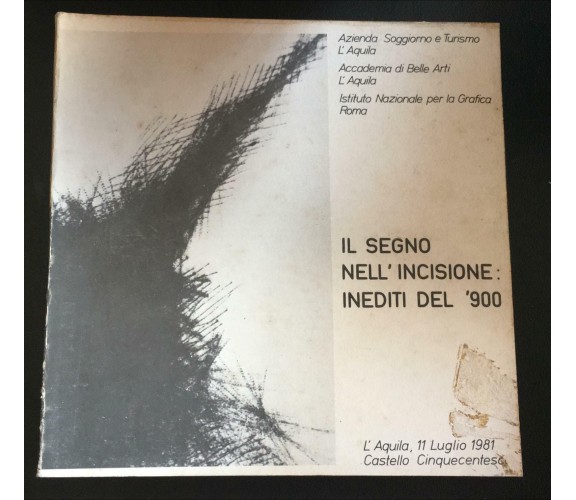 Azienda Soggiorno e Turismo
L'Aquila
Accademia di Belle Arti
L'Aquila
Istituto Nazionale per la Grafica
Roma
IL SEGNO
NELL' INCISIONE:
INEDITI DEL '900
L'Aquila, 11 Luglio 1981
Castello Cinquecentesco